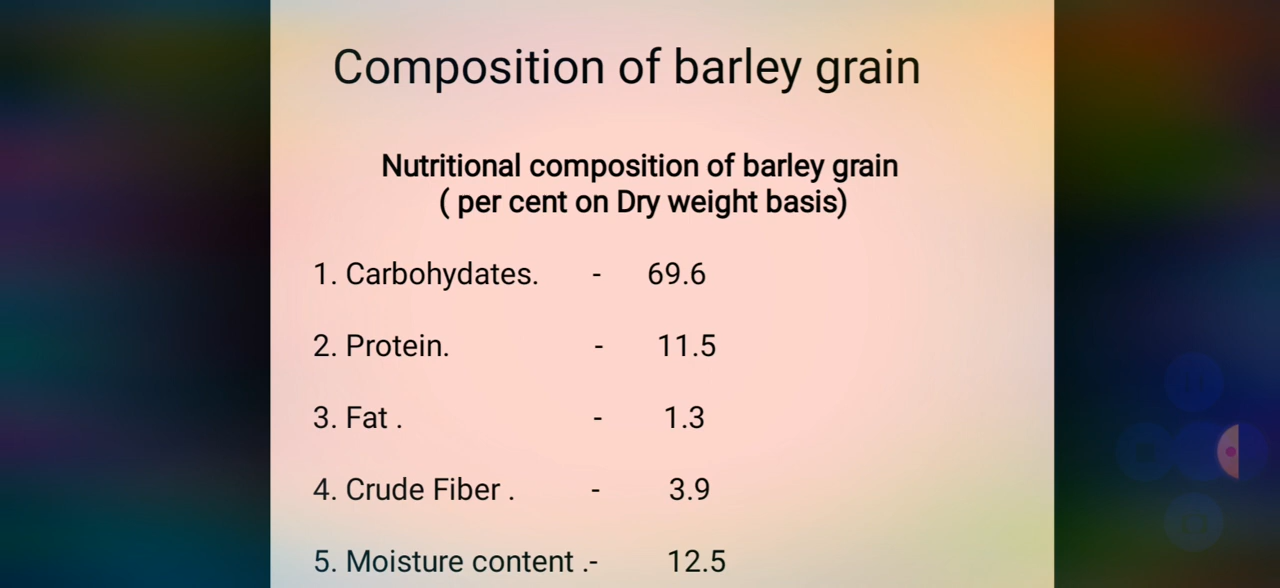 Composition of barley grain
Nutritional composition of barley grain
( per cent on Dry weight basis)
1. Carbohydates. - 69.6
2. Protein. - 11.5
3. Fat . - 1.3
4. Crude Fiber . - 3.9
5. Moisture content .- 12.5